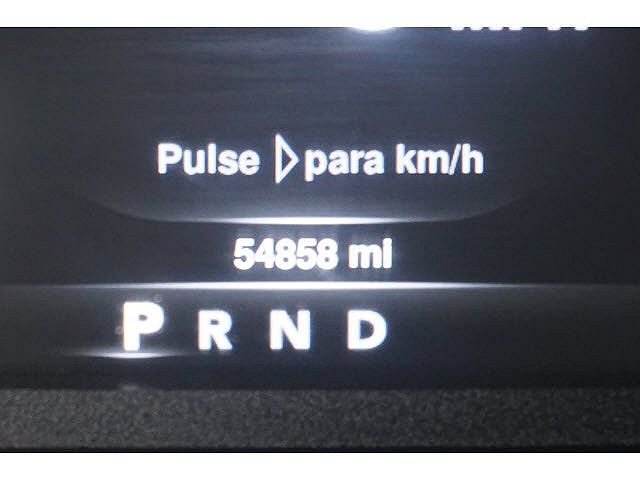 Pulse ▷ para km/h
54858 mi
P R N D